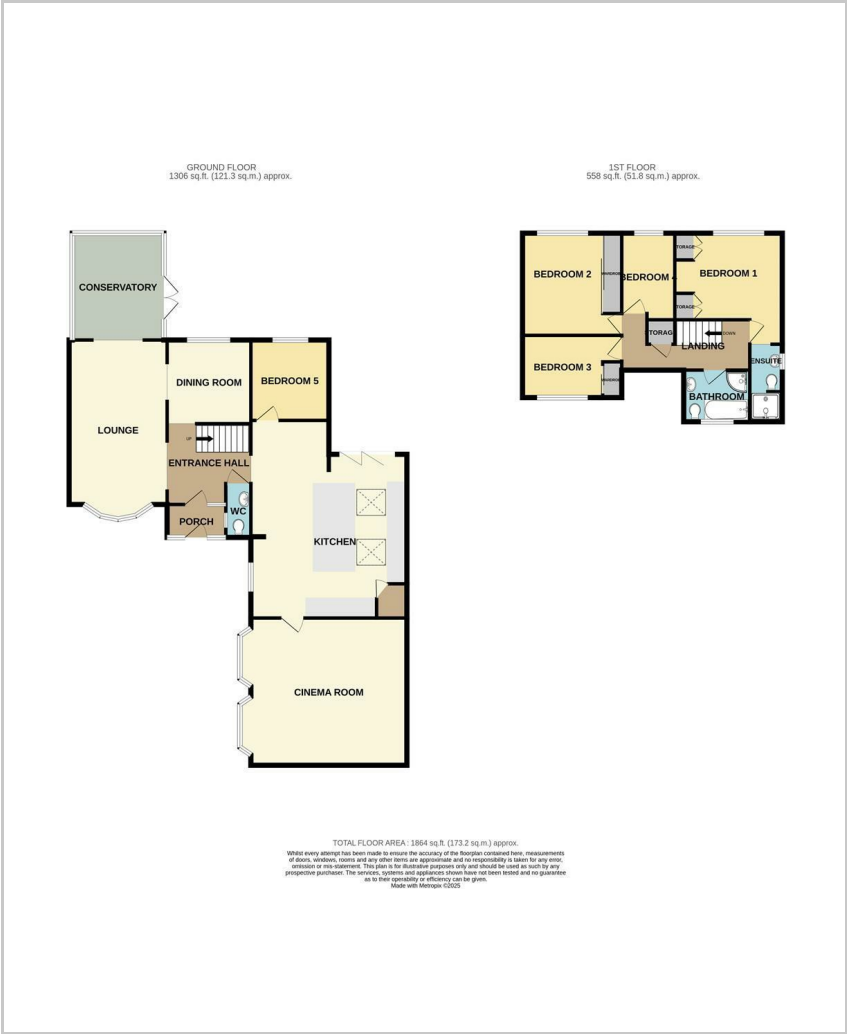 GROUND FLOOR
1306 sq.ft. (121.3 sq.m.) approx.
1ST FLOOR
558 sq.ft. (51.8 sq.m.) approx.
CONSERVATORY
DINING ROOM
BEDROOM 5
LOUNGE
UP
ENTRANCE HALL
WC
PORCH
KITCHEN
CINEMA ROOM
BEDROOM 2
WARDROBE
BEDROOM
STORAGE
BEDROOM 1
STORAGE
STORAG
DOWN
LANDING
BEDROOM 3
WARDROBE
ENSUITE
BATHROOM
TOTAL FLOOR AREA : 1864 sq.ft. (173.2 sq.m.) approx.
Whilst every attempt has been made to ensure the accuracy of the floorplan contained here, measurements
of doors, windows, rooms and any other items are approximate and no responsibility is taken for any error,
omission or mis-statement. This plan is for illustrative purposes only and should be used as such by any
prospective purchaser. The services, systems and appliances shown have not been tested and no guarantee
as to their operability or efficiency can be given.
Made with Metropix ©2025